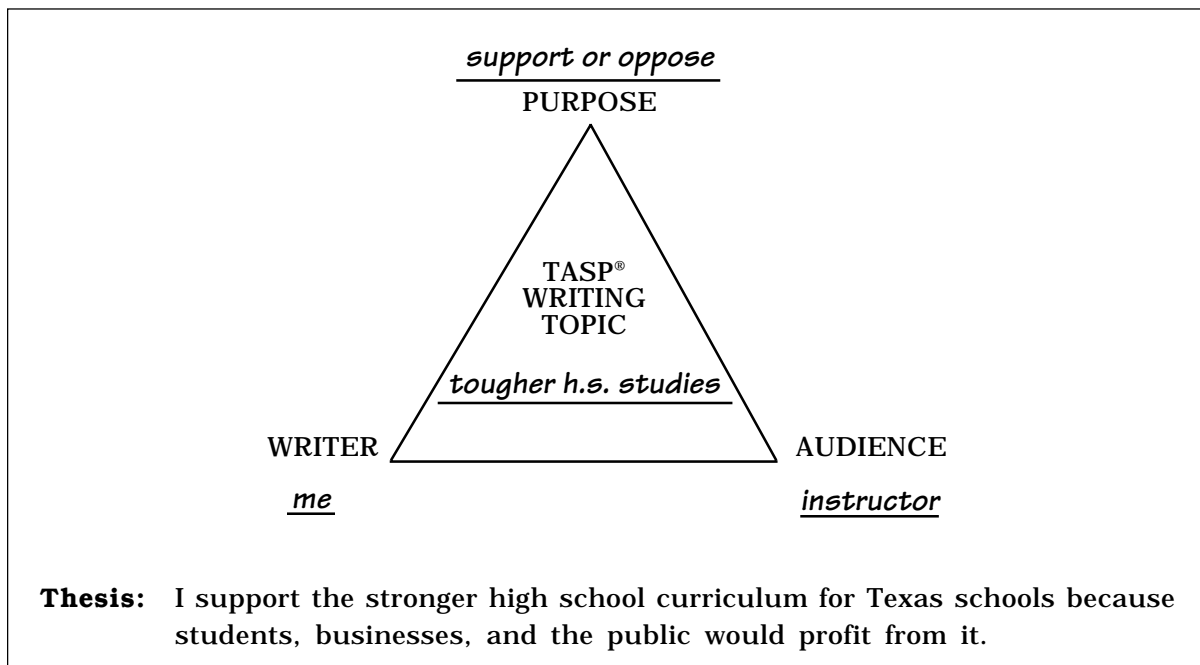 support or oppose
PURPOSE
TASP®
WRITING
TOPIC
tougher h.s. studies
WRITER
AUDIENCE
me
instructor
Thesis: I support the stronger high school curriculum for Texas schools because
students, businesses, and the public would profit from it.